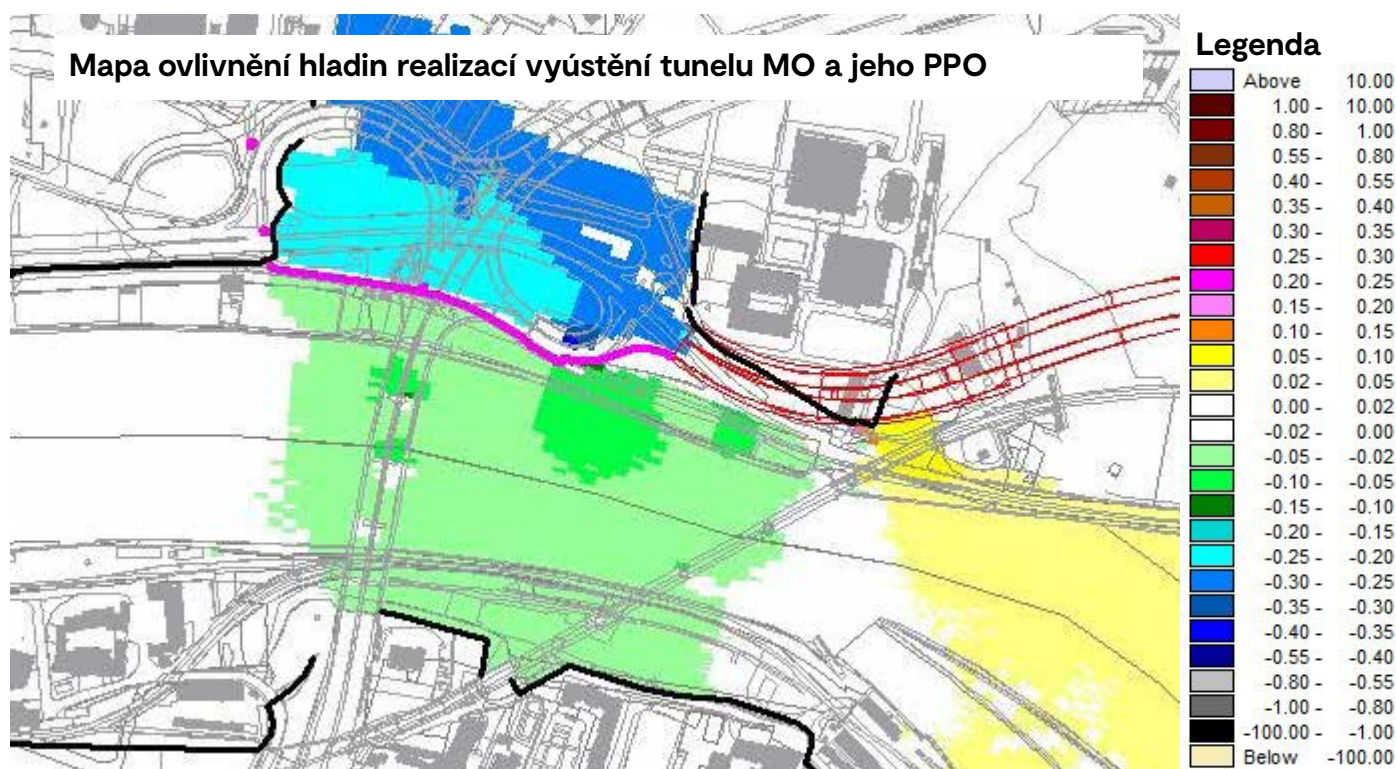 Mapa ovlivnění hladin realizací vyústění tunelu MO a jeho PPO
Legenda
Above 10.00
1.00 - 10.00
0.80 - 1.00
0.55 - 0.80
0.40 - 0.55
0.35 - 0.40
0.30 - 0.35
0.25 - 0.30
0.20 - 0.25
0.15 - 0.20
0.10 - 0.15
0.05 - 0.10
0.02 - 0.05
0.00 - 0.02
-0.02 - 0.00
-0.05 - -0.02
-0.10 - -0.05
-0.15 - -0.10
-0.20 - -0.15
-0.25 - -0.20
-0.30 - -0.25
-0.35 - -0.30
-0.40 - -0.35
-0.55 - -0.40
-0.80 - -0.55
-1.00 - -0.80
-100.00 - -1.00
Below -100.00